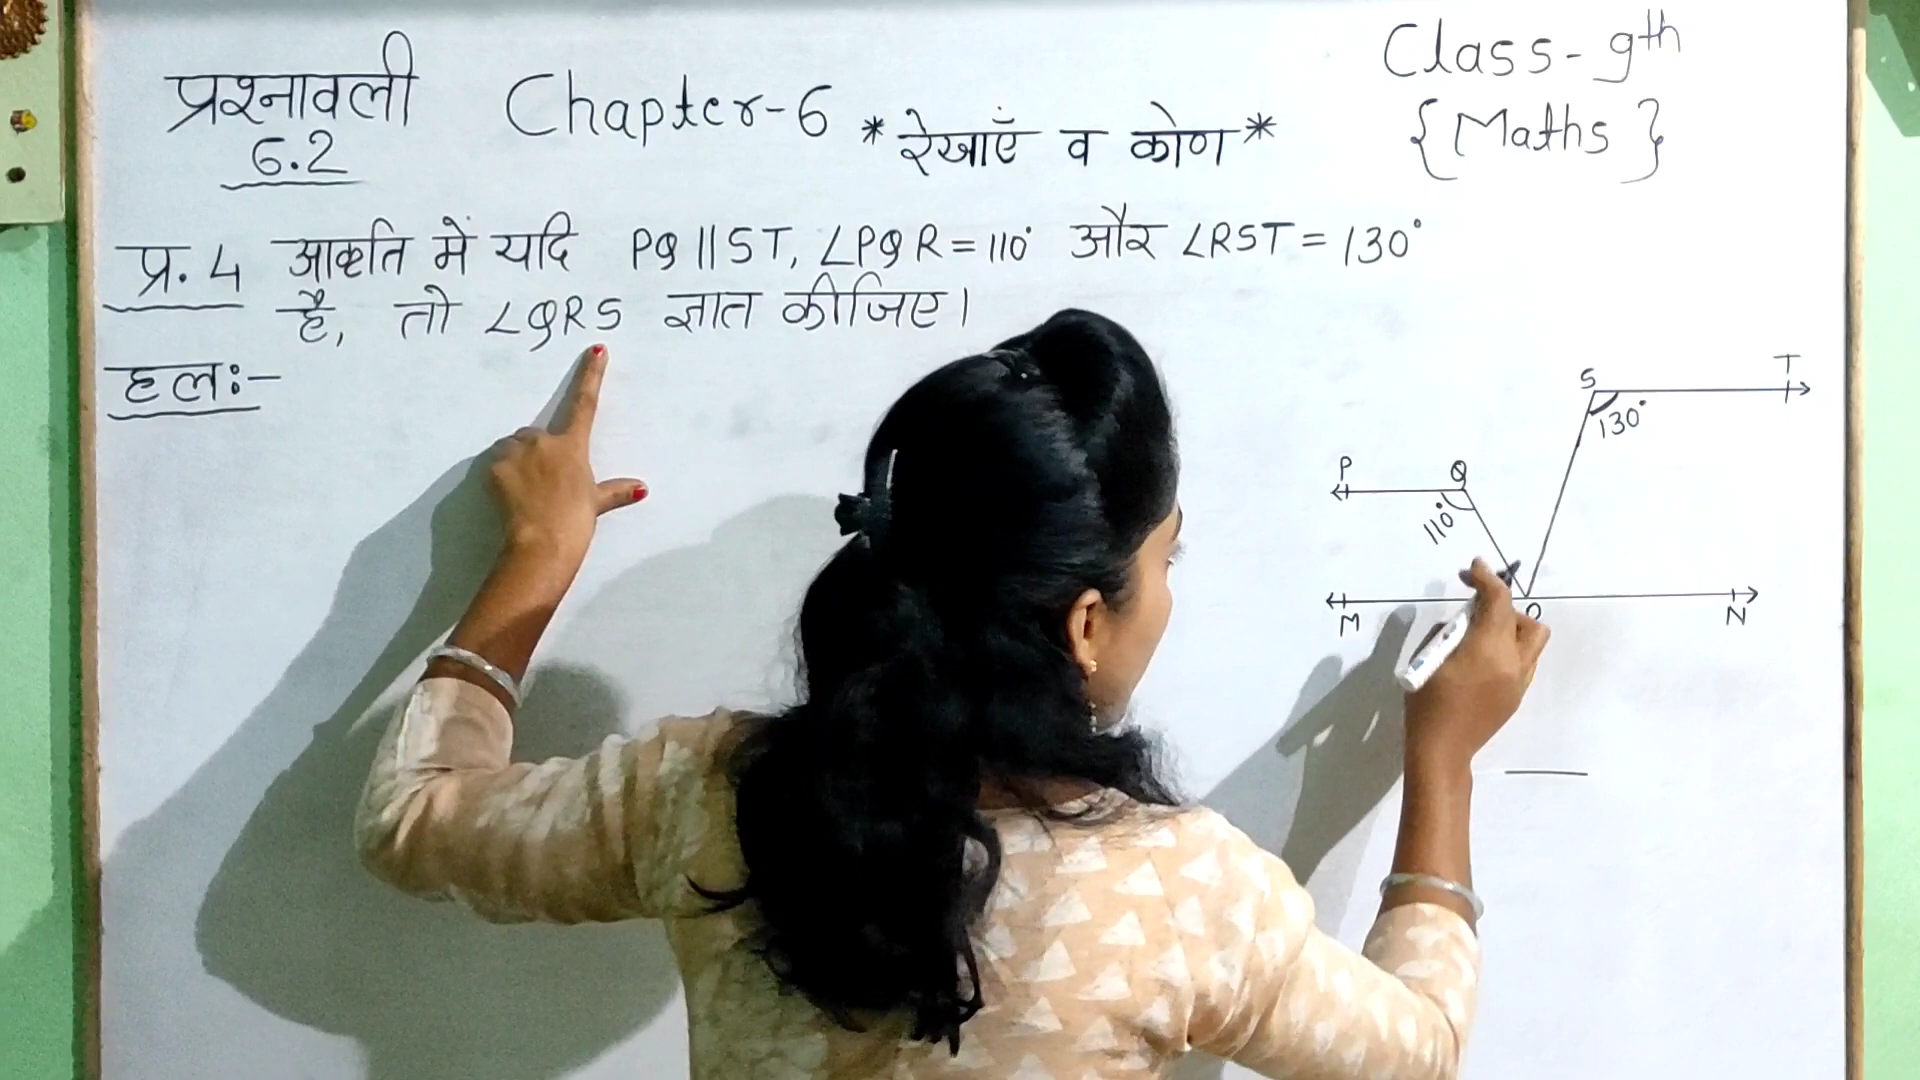 प्रश्नावली 6.2
Chapter-6
*रेखाएँ व कोण*
Class-9th
{Maths}
प्र. 4 आकृति में यदि PQ||ST, ∠PQR=110° और ∠RST=130°
है, तो ∠QRS ज्ञात कीजिए।
हल:-
S T
130°
P Q
110°
M N